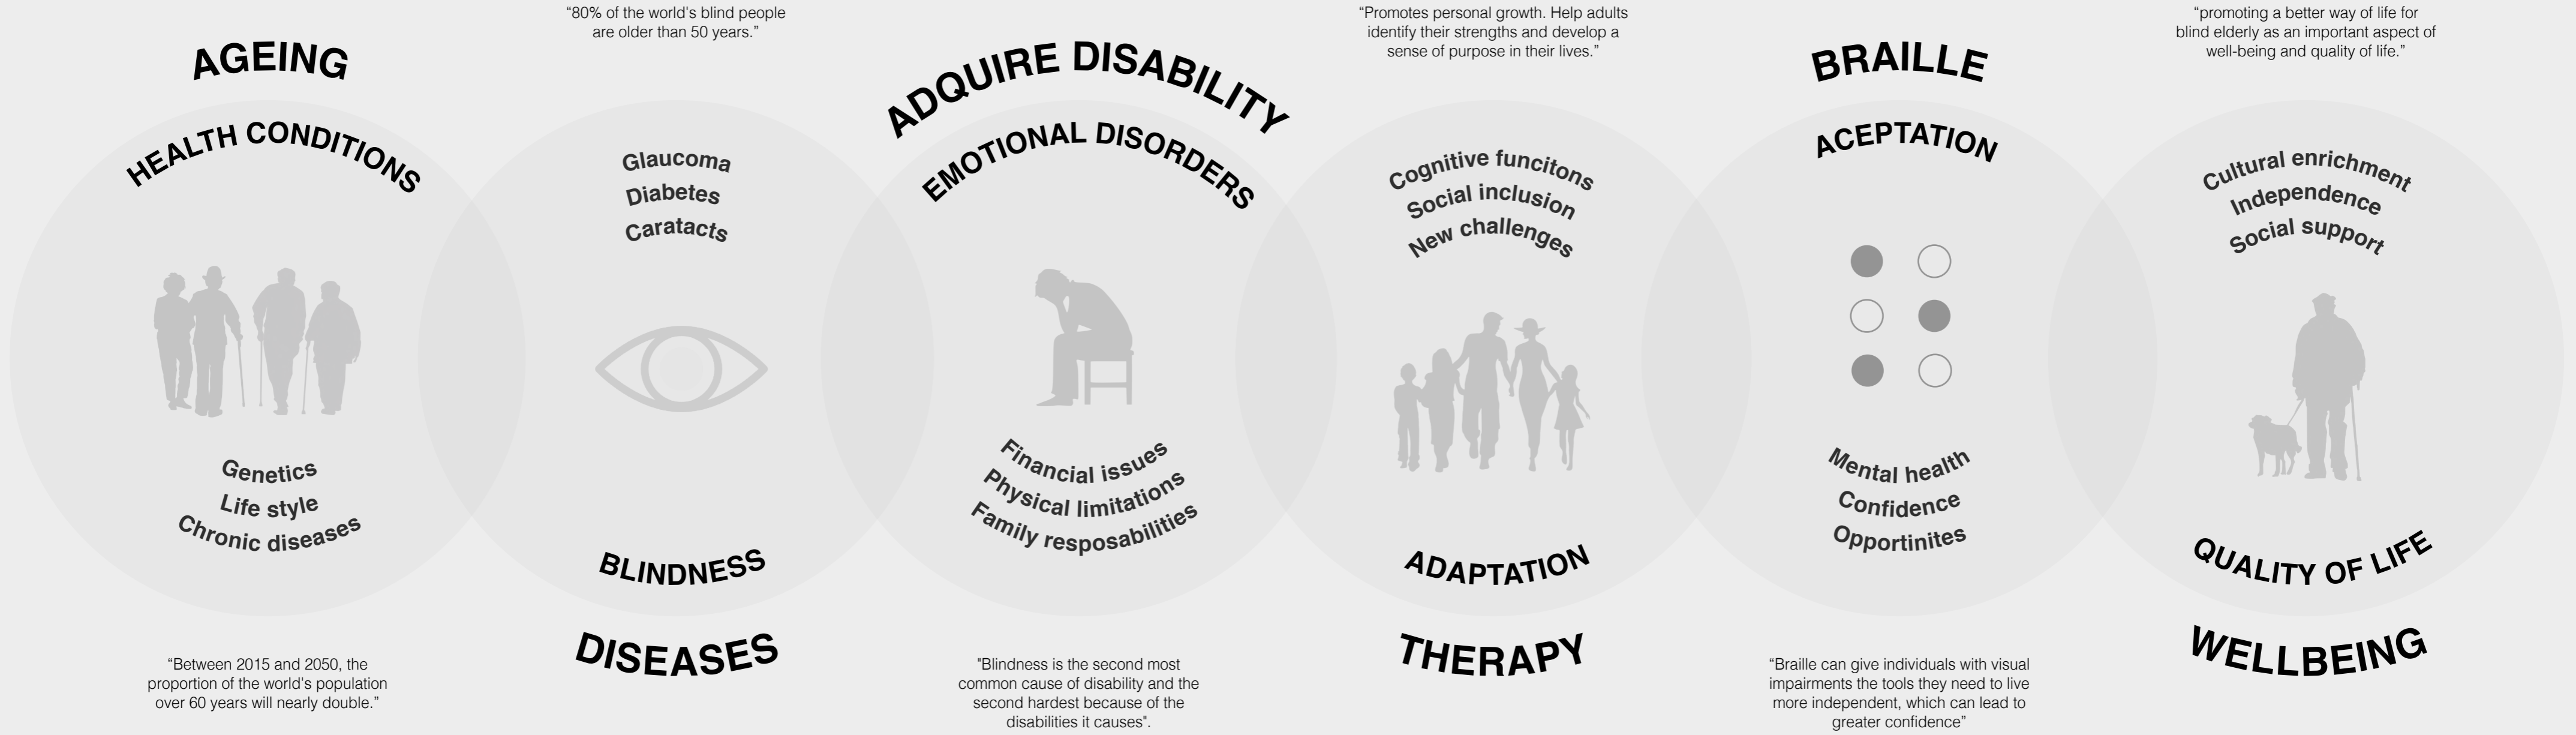 AGEING
HEALTH CONDITIONS
Genetics
Life style
Chronic diseases
“Between 2015 and 2050, the
proportion of the world's population
over 60 years will nearly double.”
“80% of the world's blind people
are older than 50 years.”
Glaucoma
Diabetes
Caratacts
BLINDNESS
DISEASES
ADQUIRE DISABILITY
EMOTIONAL DISORDERS
Financial issues
Physical limitations
Family resposabilities
"Blindness is the second most
common cause of disability and the
second hardest because of the
disabilities it causes".
“Promotes personal growth. Help adults
identify their strengths and develop a
sense of purpose in their lives.”
Cognitive funcitons
Social inclusion
New challenges
ADAPTATION
THERAPY
BRAILLE
ACEPTATION
Mental health
Confidence
Opportinites
“Braille can give individuals with visual
impairments the tools they need to live
more independent, which can lead to
greater confidence”
“promoting a better way of life for
blind elderly as an important aspect of
well-being and quality of life.”
Cultural enrichment
Independence
Social support
QUALITY OF LIFE
WELLBEING